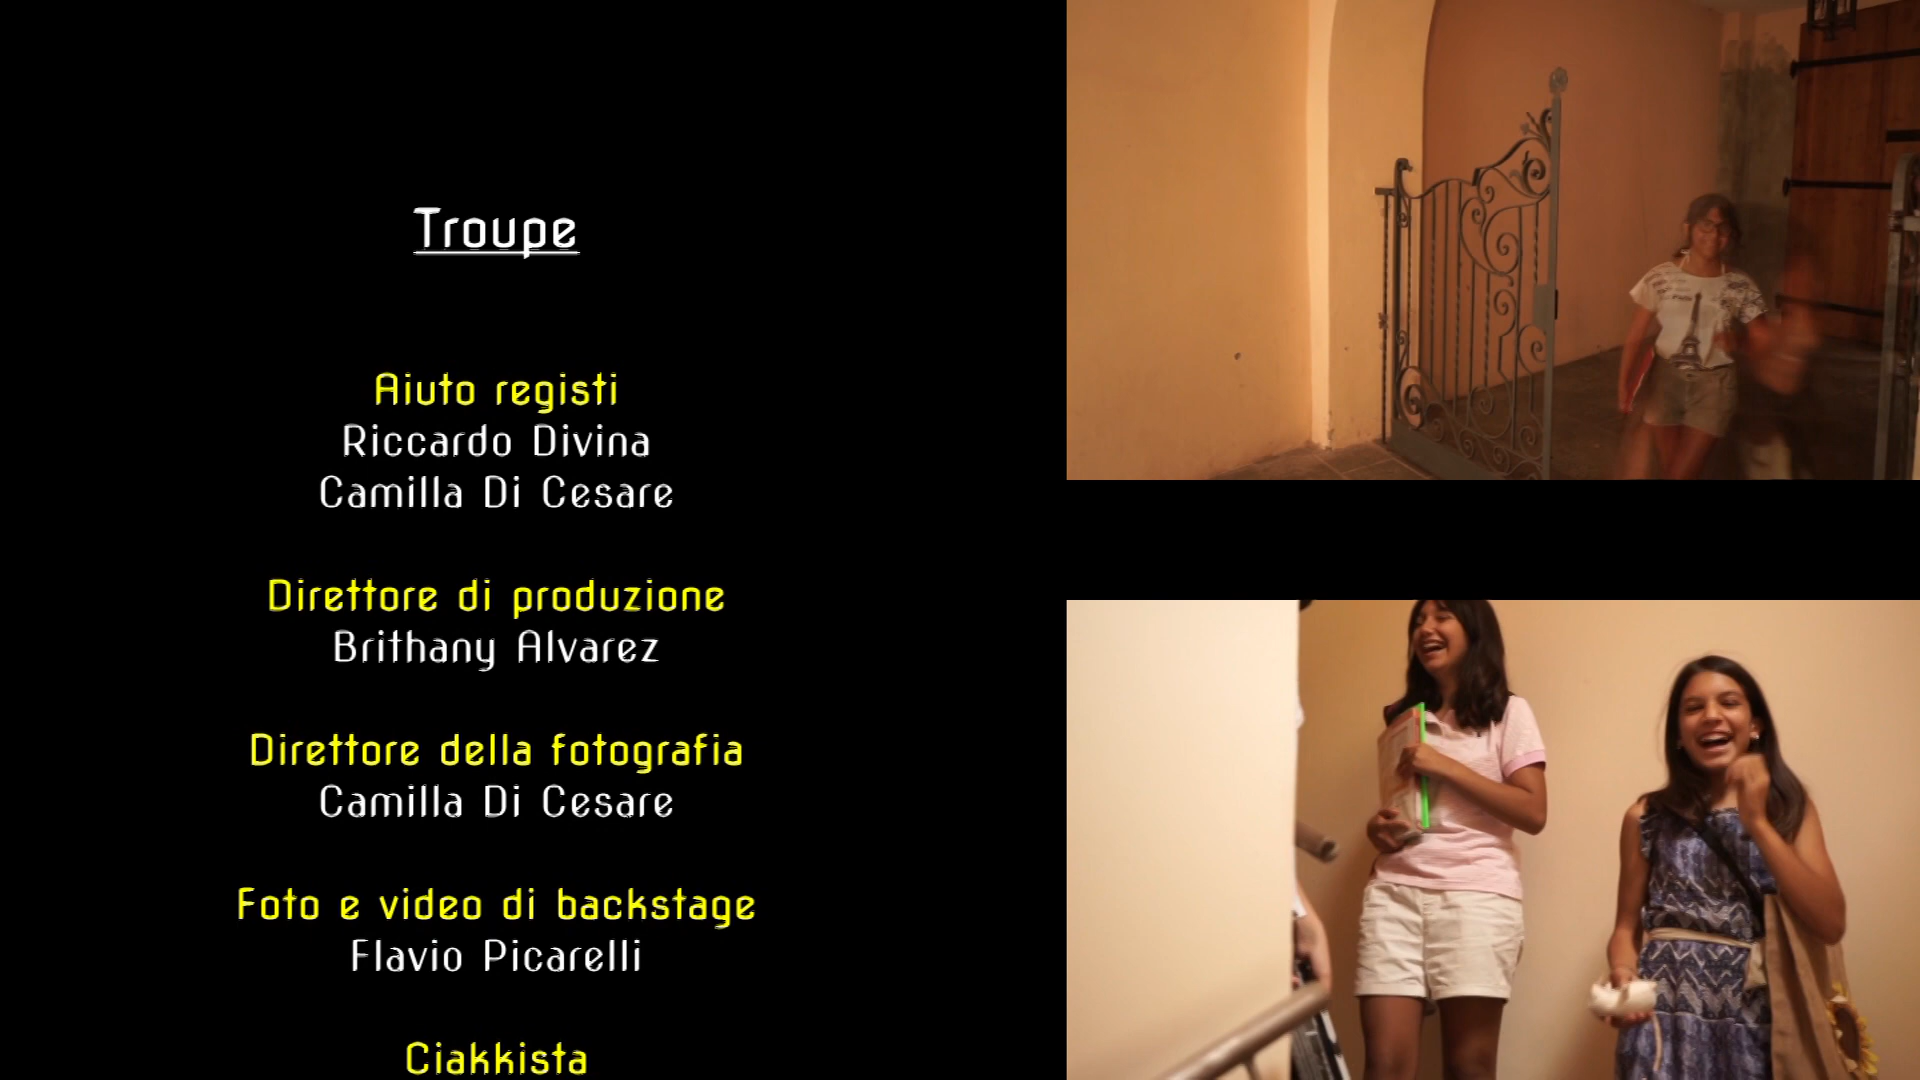 Troupe
Aiuto registi
Riccardo Divina
Camilla Di Cesare
Direttore di produzione
Brithany Alvarez
Direttore della fotografia
Camilla Di Cesare
Foto e video di backstage
Flavio Picarelli
Ciakkista